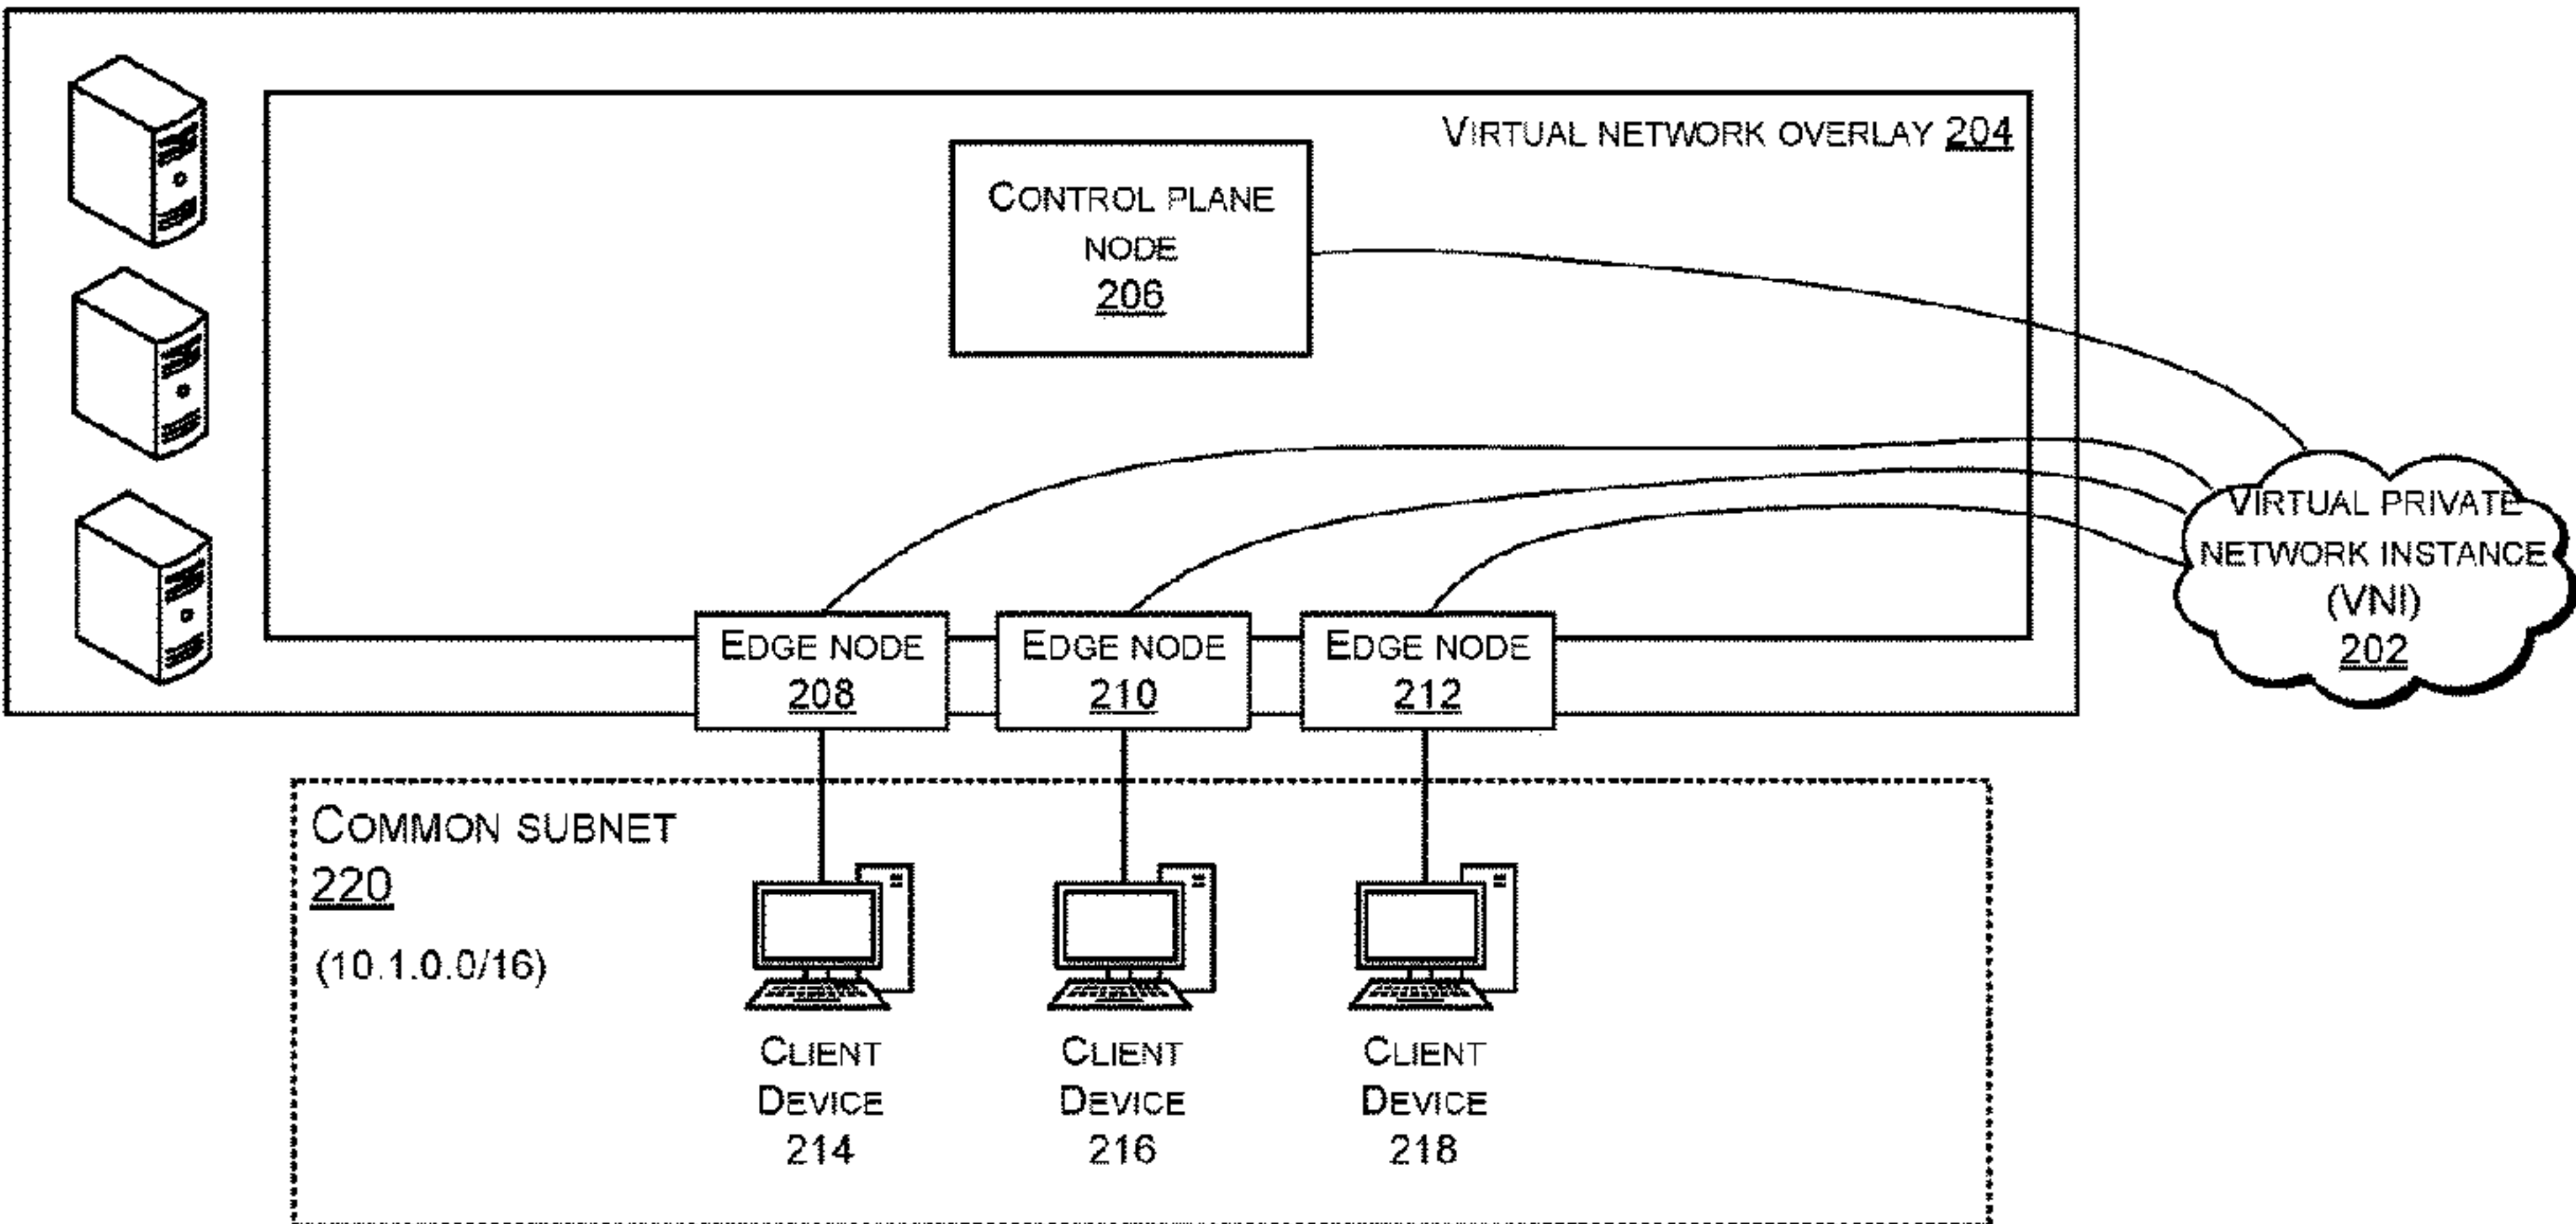 VIRTUAL NETWORK OVERLAY 204
CONTROL PLANE
NODE
206
VIRTUAL PRIVATE
NETWORK INSTANCE
(VNI)
202
EDGE NODE
208
EDGE NODE
210
EDGE NODE
212
COMMON SUBNET
220
(10.1.0.0/16)
CLIENT
DEVICE
214
CLIENT
DEVICE
216
CLIENT
DEVICE
218